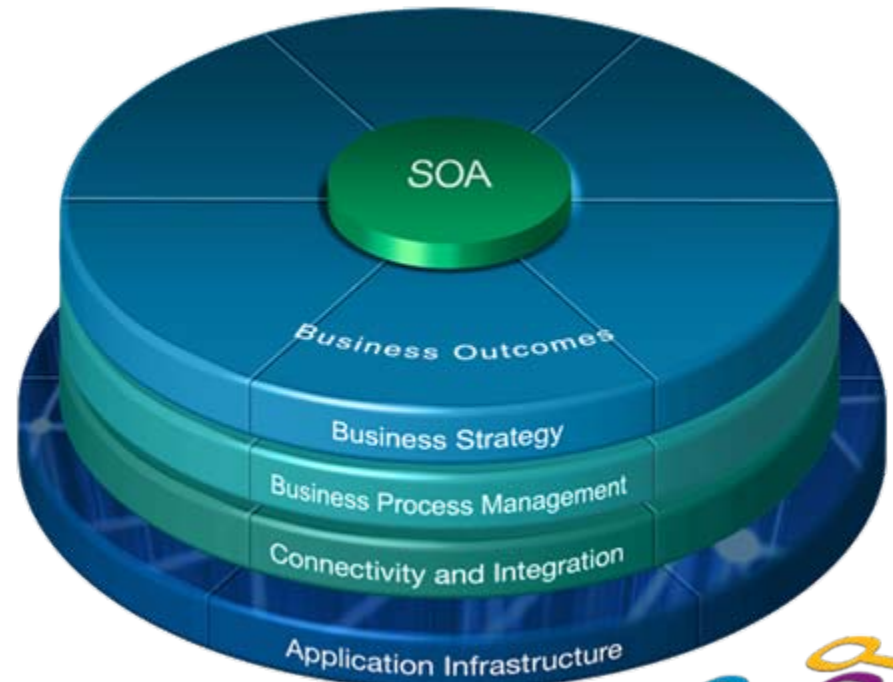 SOA
Business Outcomes
Business Strategy
Business Process Management
Connectivity and Integration
Application Infrastructure